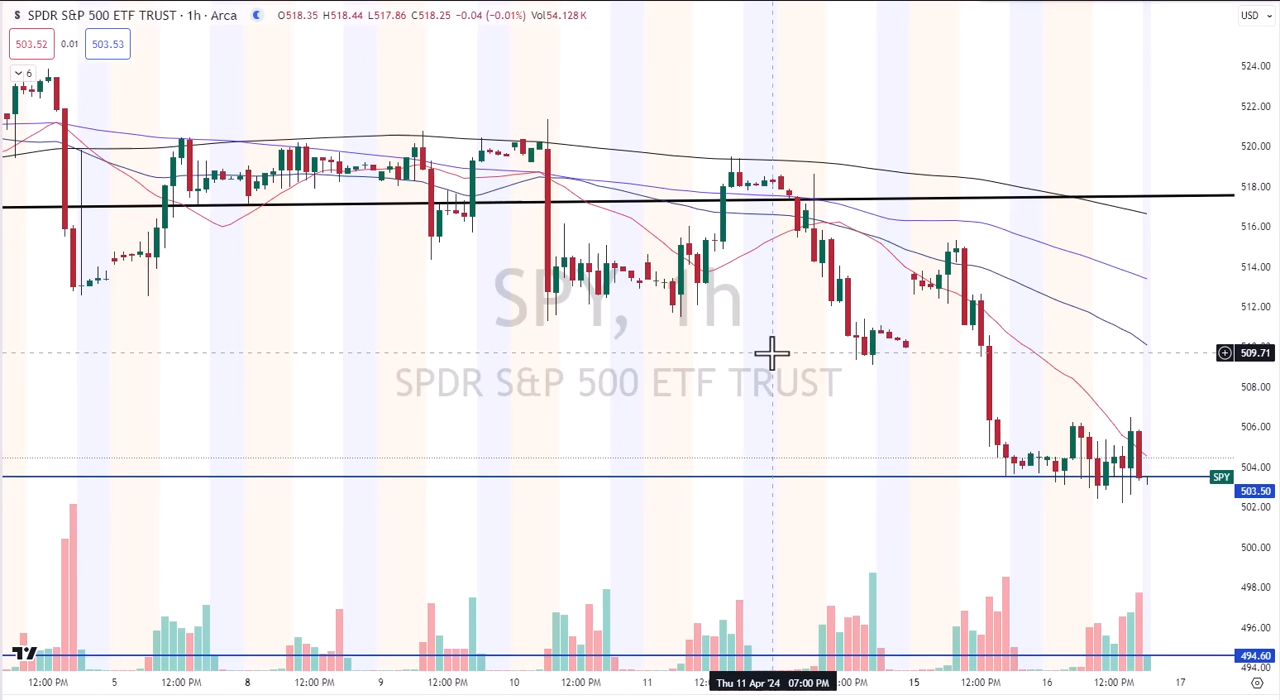 S SPDR S&P 500 ETF TRUST · 1h · Arca O518.35 H518.44 L517.86 C518.25 −0.04 (−0.01%) Vol54.128K
USD
503.52 0.01 503.53
6
524.00
522.00
520.00
518.00
516.00
514.00
512.00
509.71
508.00
506.00
504.00
SPY
503.50
502.00
500.00
498.00
496.00
494.60
494.00
SPY, 1h
SPDR S&P 500 ETF TRUST
12:00 PM 5 12:00 PM 8 12:00 PM 9 12:00 PM 10 12:00 PM 11 Thu 11 Apr '24 07:00 PM 15 12:00 PM 16 12:00 PM 17